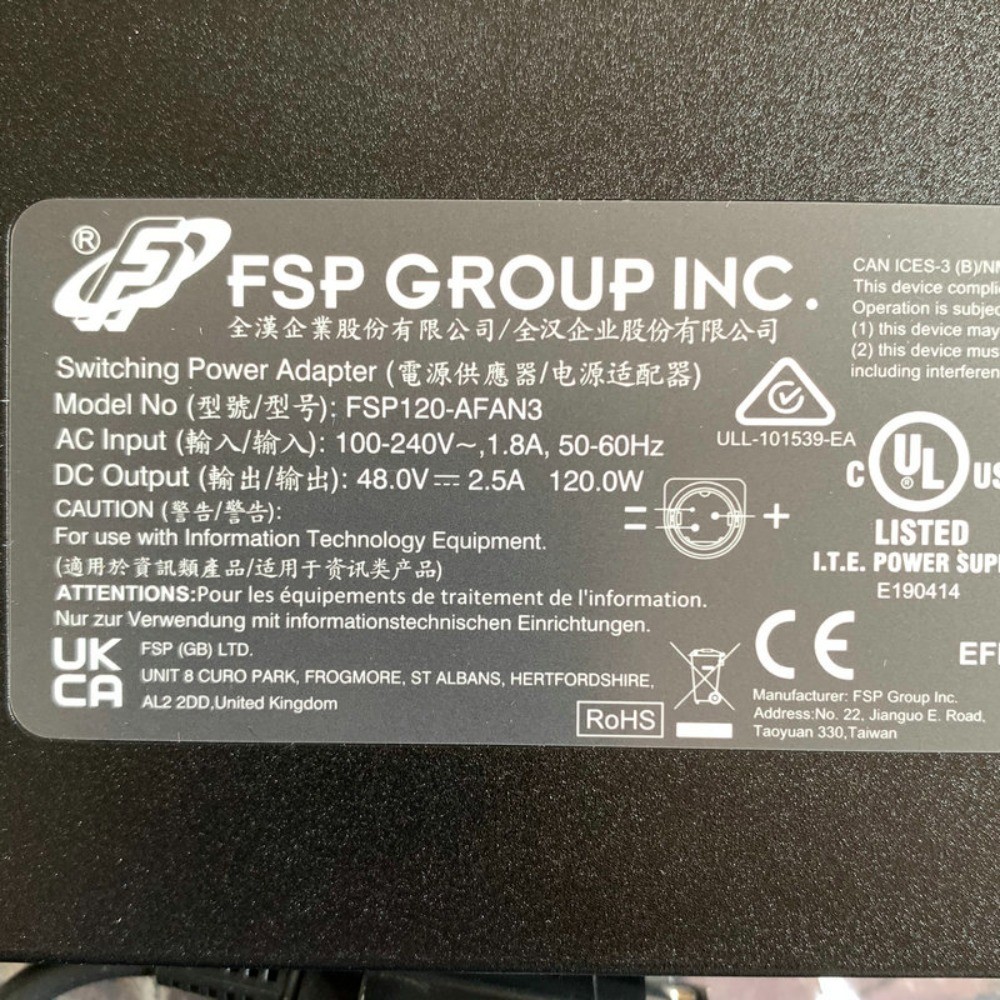 ®
FSP GROUP INC.
全漢企業股份有限公司/全汉企业股份有限公司
Switching Power Adapter (電源供應器/电源适配器)
Model No (型號/型号): FSP120-AFAN3
AC Input (輸入/输入): 100-240V~,1.8A, 50-60Hz
DC Output (輸出/输出): 48.0V⎓ 2.5A 120.0W
CAUTION (警告/警告):
For use with Information Technology Equipment.
(適用於資訊類產品/适用于资讯类产品)
ATTENTIONS:Pour les équipements de traitement de l'information.
Nur zur Verwendung mit informationstechnischen Einrichtungen.
UK
CA
FSP (GB) LTD.
UNIT 8 CURO PARK, FROGMORE, ST ALBANS, HERTFORDSHIRE,
AL2 2DD,United Kingdom
RoHS
CAN ICES-3 (B)/
This device
Operation is
(1) this device may
(2) this device
including
ULL-101539-EA
C UL® US
LISTED
I.T.E. POWER
E190414
CE
Manufacturer: FSP Group Inc.
Address:No. 22, Jianguo E. Road,
Taoyuan 330,Taiwan